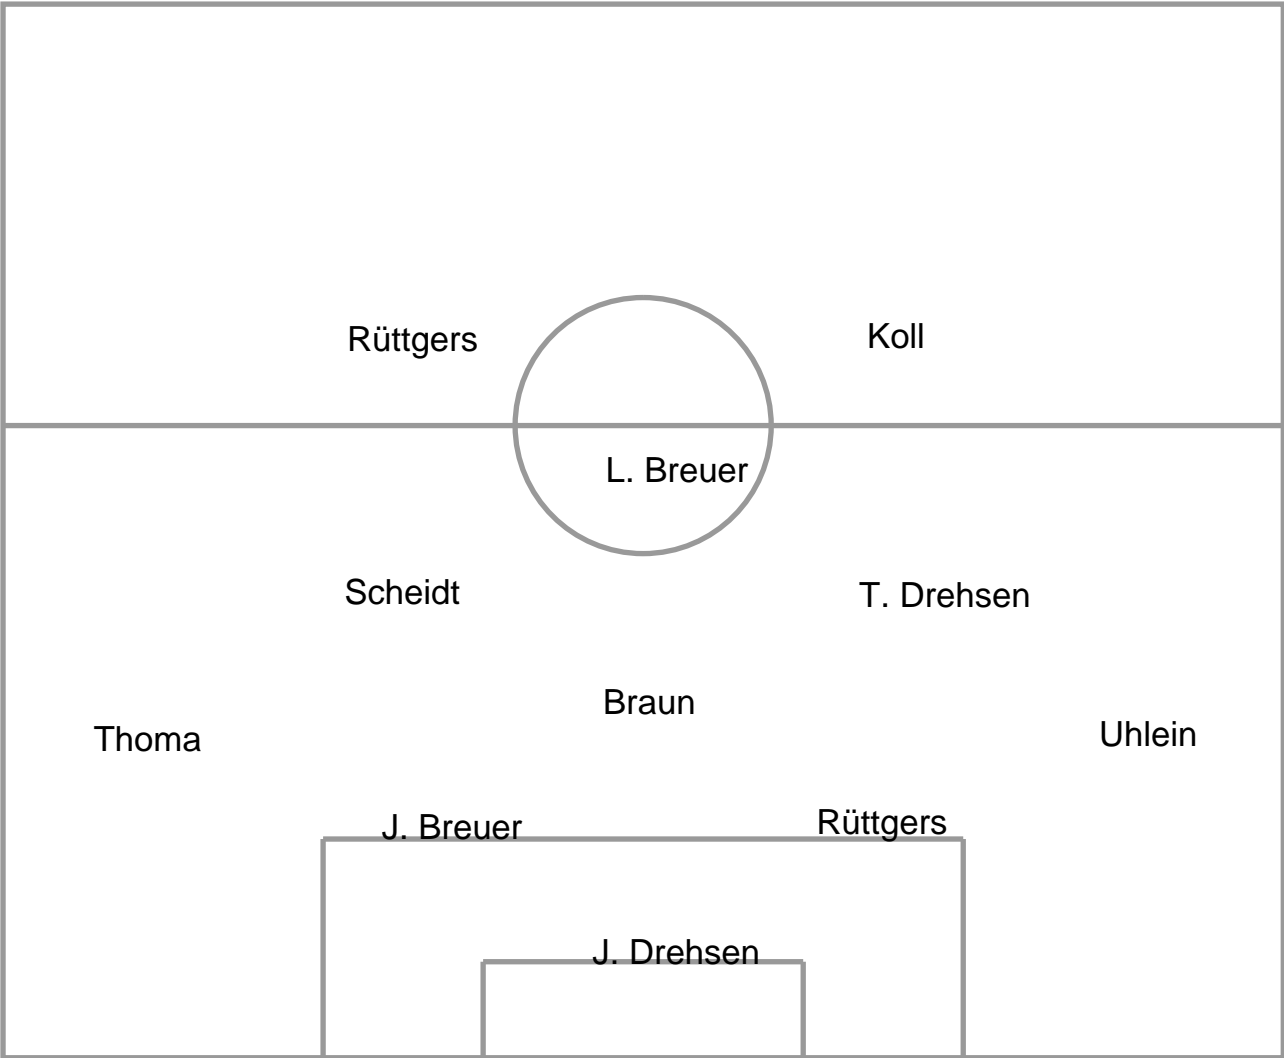 Rüttgers
Koll
L. Breuer
Scheidt
T. Drehsen
Braun
Thoma
Uhlein
J. Breuer
Rüttgers
J. Drehsen